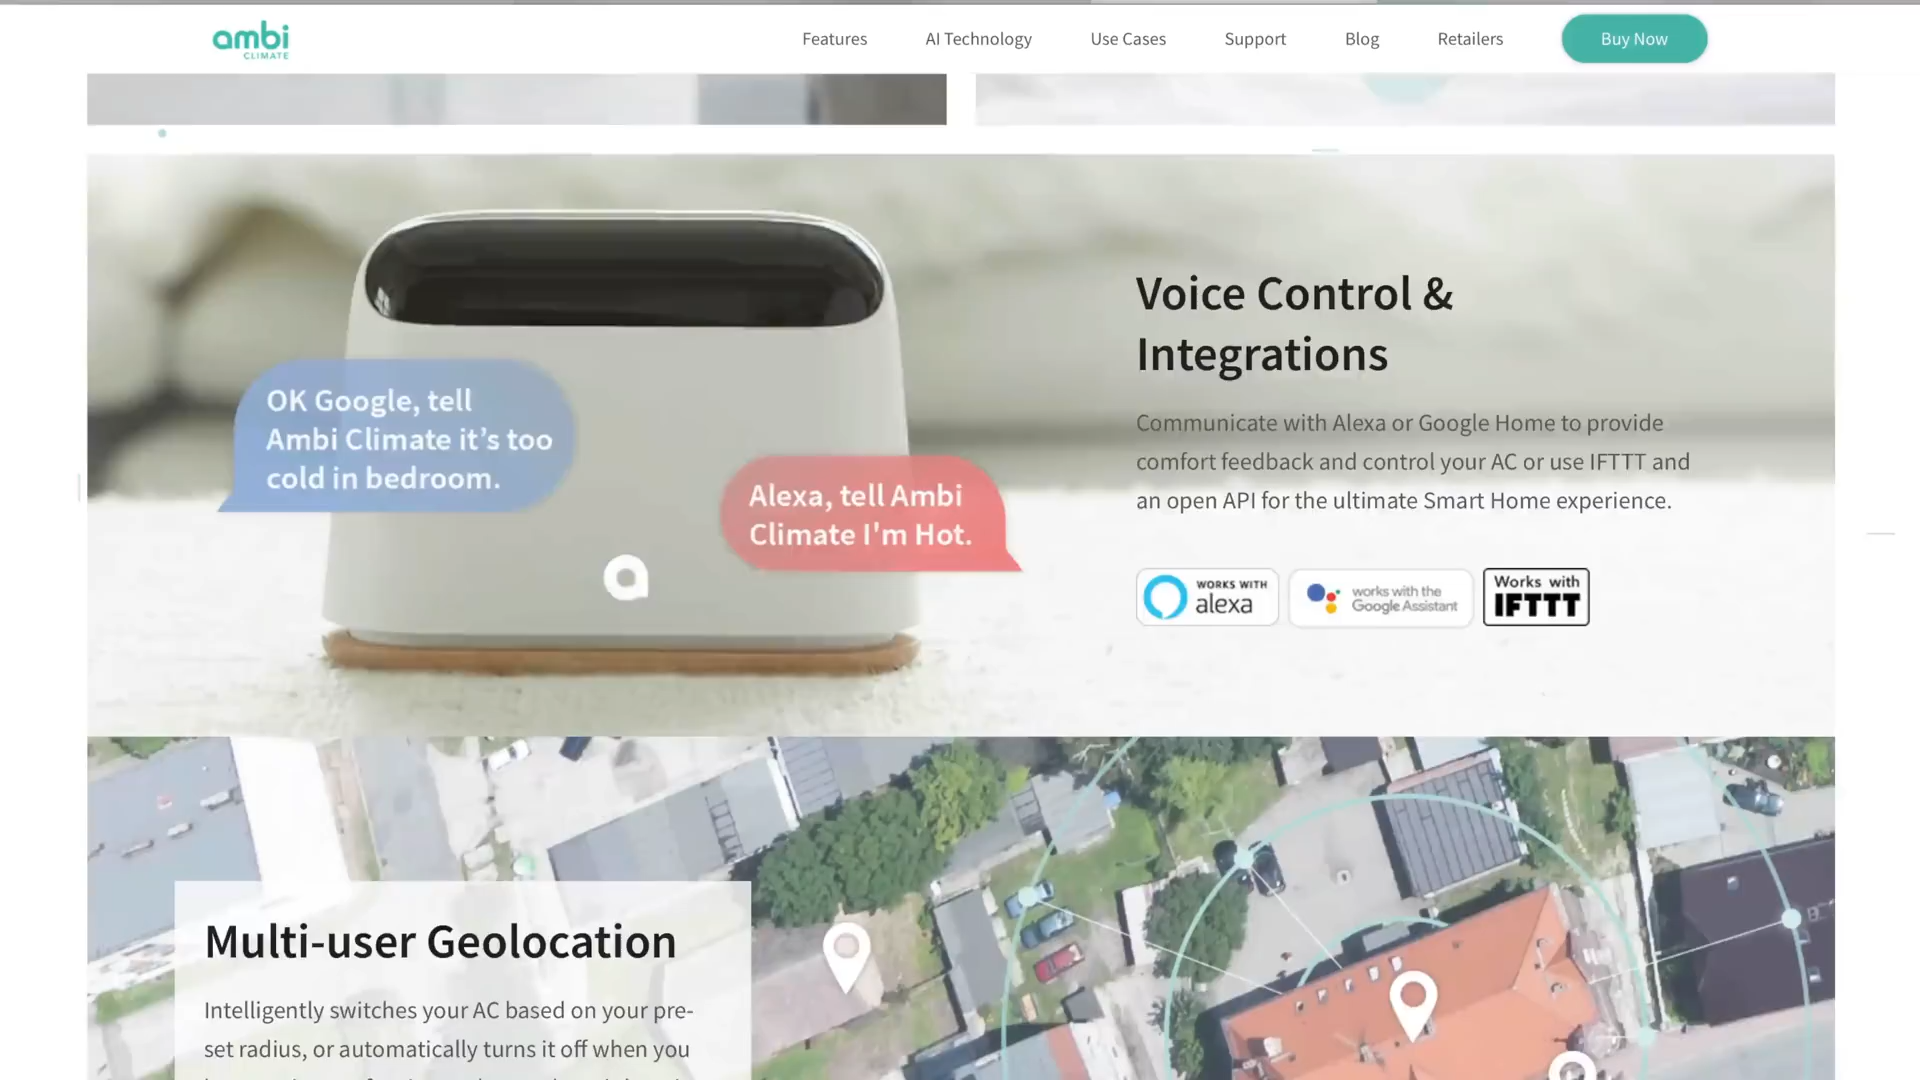 ambi
CLIMATE
Features
AI Technology
Use Cases
Support
Blog
Retailers
Buy Now
OK Google, tell
Ambi Climate it’s too
cold in bedroom.
Alexa, tell Ambi
Climate I'm Hot.
Voice Control &
Integrations
Communicate with Alexa or Google Home to provide
comfort feedback and control your AC or use IFTTT and
an open API for the ultimate Smart Home experience.
WORKS WITH
alexa
works with the
Google Assistant
Works with
IFTTT
Multi-user Geolocation
Intelligently switches your AC based on your pre-
set radius, or automatically turns it off when you